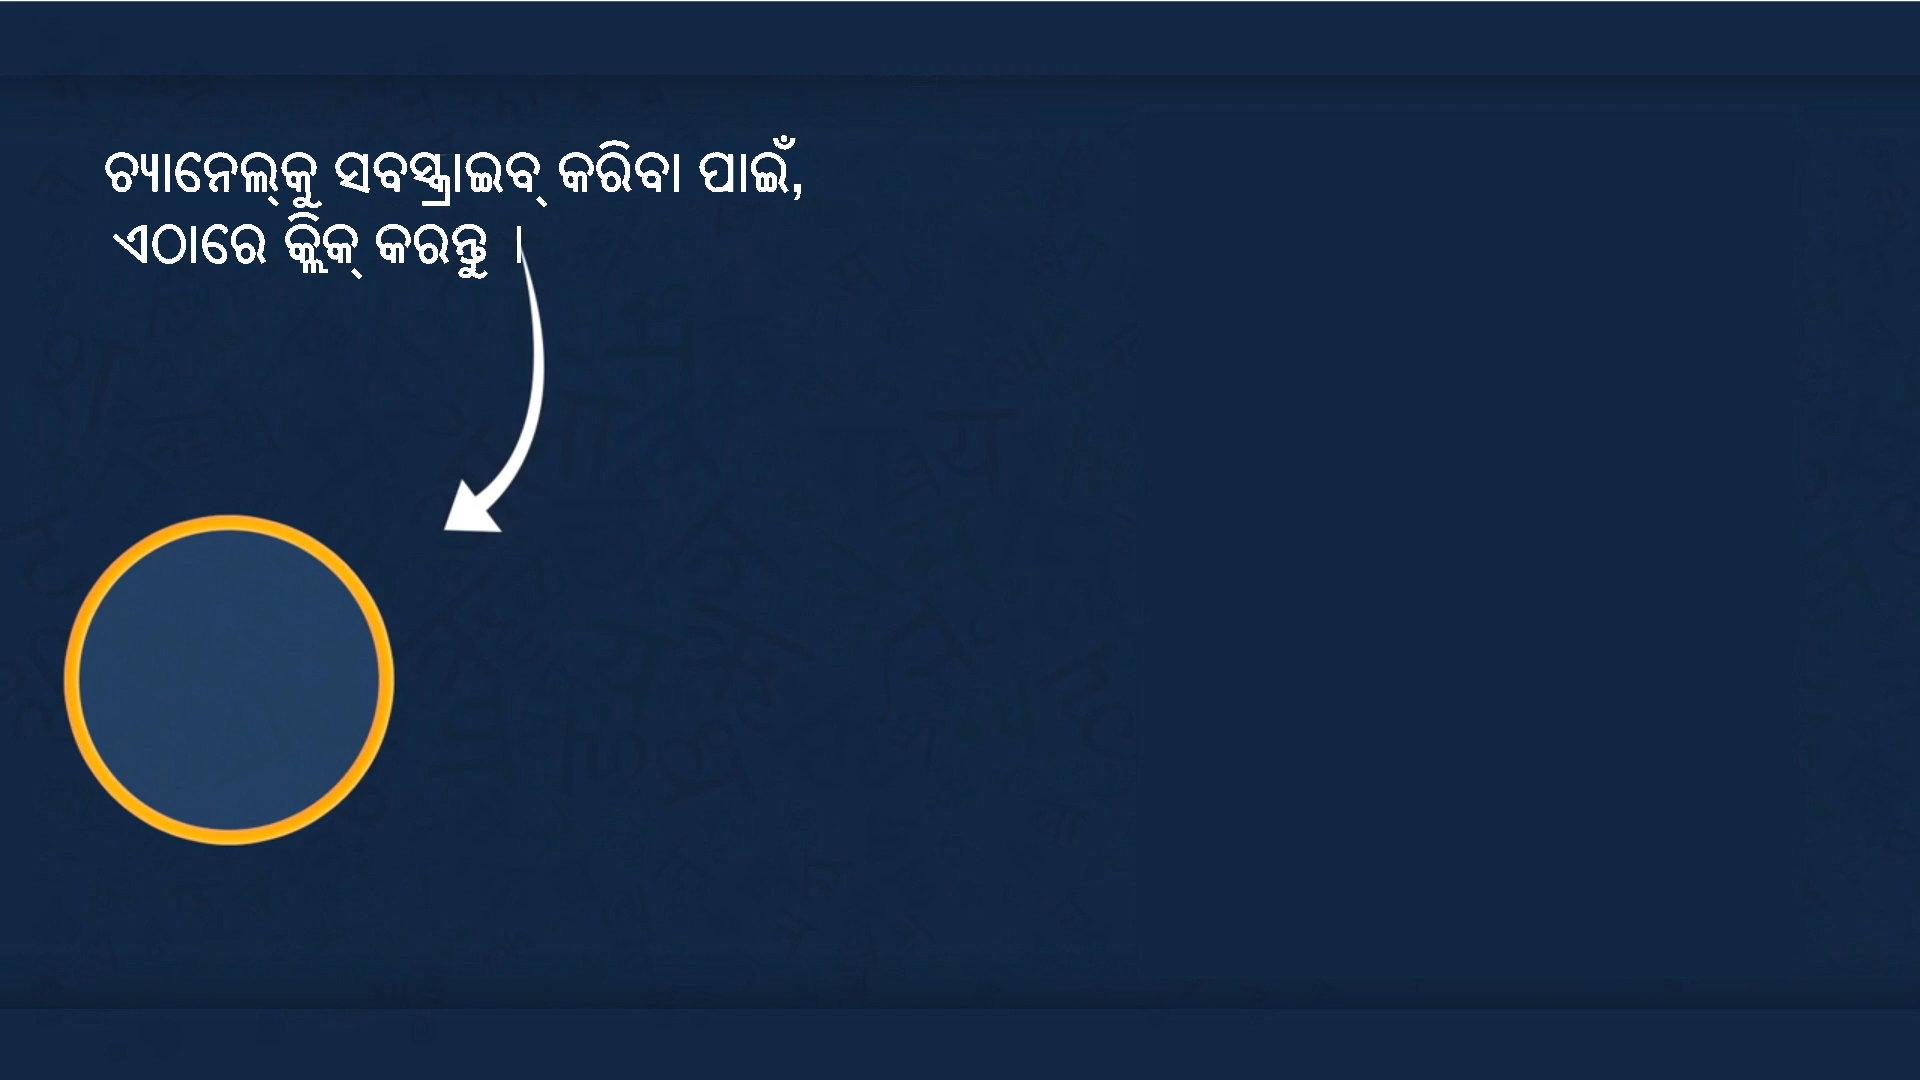 ଚ୍ୟାନେଲ୍‌କୁ ସବସ୍କ୍ରାଇବ୍ କରିବା ପାଇଁ,
ଏଠାରେ କ୍ଲିକ୍ କରନ୍ତୁ ।